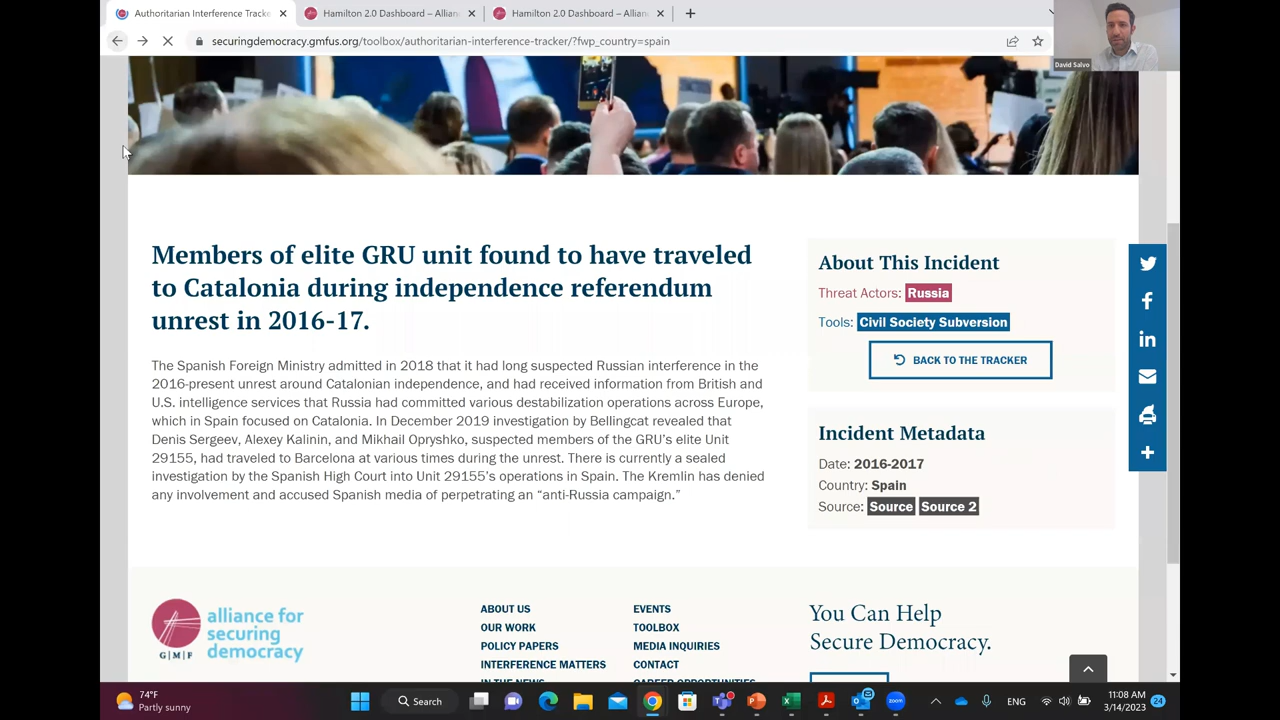 Authoritarian Interference Tracke
Hamilton 2.0 Dashboard – Allian
Hamilton 2.0 Dashboard – Allian
securingdemocracy.gmfus.org/toolbox/authoritarian-interference-tracker/?fwp_country=spain
David Salvo
Members of elite GRU unit found to have traveled
to Catalonia during independence referendum
unrest in 2016-17.
The Spanish Foreign Ministry admitted in 2018 that it had long suspected Russian interference in the
2016-present unrest around Catalonian independence, and had received information from British and
U.S. intelligence services that Russia had committed various destabilization operations across Europe,
which in Spain focused on Catalonia. In December 2019 investigation by Bellingcat revealed that
Denis Sergeev, Alexey Kalinin, and Mikhail Opryshko, suspected members of the GRU's elite Unit
29155, had traveled to Barcelona at various times during the unrest. There is currently a sealed
investigation by the Spanish High Court into Unit 29155's operations in Spain. The Kremlin has denied
any involvement and accused Spanish media of perpetrating an “anti-Russia campaign.”
About This Incident
Threat Actors: Russia
Tools: Civil Society Subversion
BACK TO THE TRACKER
Incident Metadata
Date: 2016-2017
Country: Spain
Source: Source Source 2
G|M|F
alliance for
securing
democracy
ABOUT US
OUR WORK
POLICY PAPERS
INTERFERENCE MATTERS
IN THE NEWS
EVENTS
TOOLBOX
MEDIA INQUIRIES
CONTACT
CAREER OPPORTUNITIES
You Can Help
Secure Democracy.
74°F
Partly sunny
Search
zoom
ENG
11:08 AM
3/14/2023
24